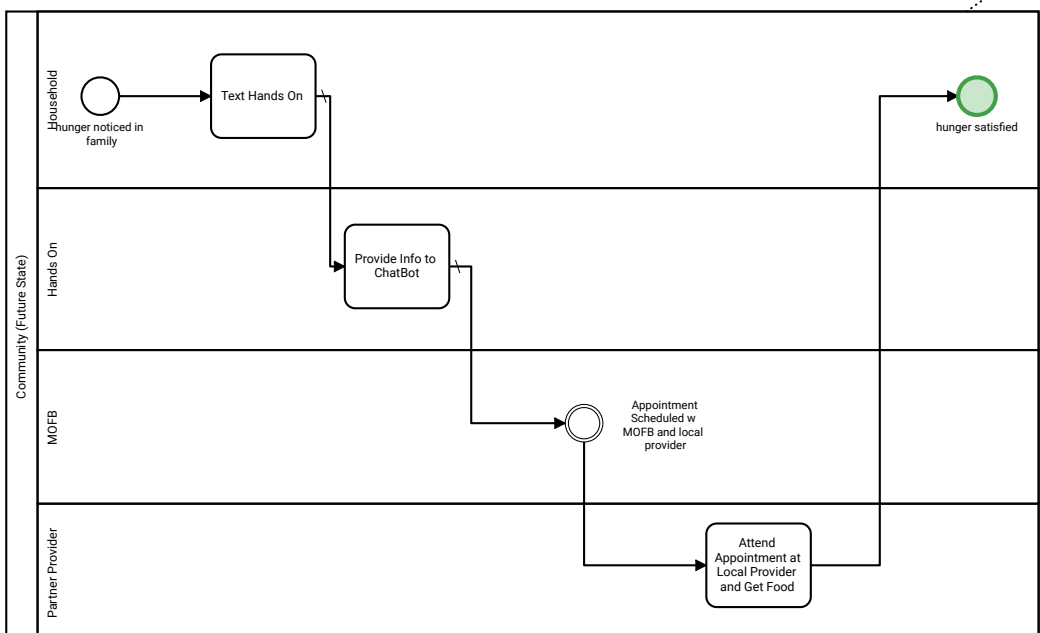 Community (Future State)
Household
hunger noticed in
family
Text Hands On
hunger satisfied
Hands On
Provide Info to
ChatBot
MOFB
Appointment
Scheduled w
MOFB and local
provider
Partner Provider
Attend
Appointment at
Local Provider
and Get Food